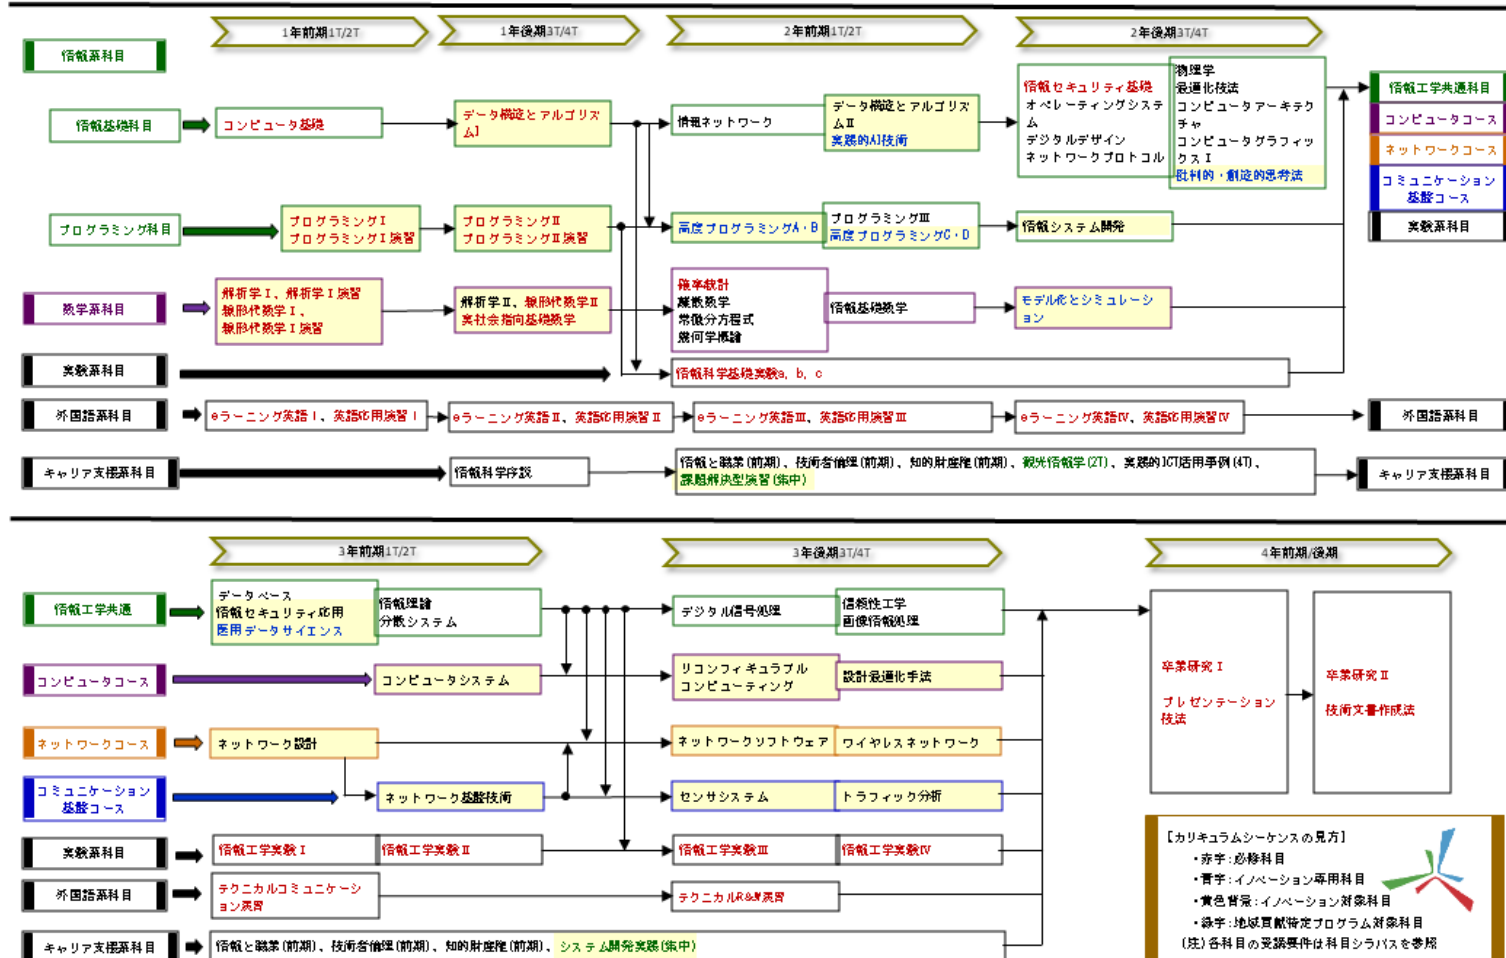 1年前期1T/2T
1年後期3T/4T
2年前期1T/2T
2年後期3T/4T
情報系科目
情報基礎科目
コンピュータ基礎
データ構造とアルゴリズ
ムI
情報ネットワーク
データ構造とアルゴリズ
ムⅡ
実践的AI技術
情報セキュリティ基礎
オペレーティングシステ
ム
デジタルデザイン
ネットワークプロトコル
物理学
最適化技法
コンピュータアーキテク
チャ
コンピュータグラフィッ
クスⅠ
批判的・創造的思考法
情報工学共通科目
コンピュータコース
ネットワークコース
コミュニケーション
基盤コース
実験系科目
プログラミング科目
プログラミングⅠ
プログラミングⅠ演習
プログラミングⅡ
プログラミングⅡ演習
高度プログラミングA・B
プログラミングⅢ
高度プログラミングC・D
情報システム開発
数学系科目
解析学Ⅰ、解析学Ⅰ演習
線形代数学Ⅰ、
線形代数学Ⅰ演習
解析学Ⅱ、線形代数学Ⅱ
実社会指向基礎数学
確率統計
離散数学
常微分方程式
幾何学概論
情報基礎数学
モデル化とシミュレーシ
ョン
実験系科目
情報科学基礎実験a, b, c
外国語系科目
eラーニング英語Ⅰ、英語応用演習Ⅰ
eラーニング英語Ⅱ、英語応用演習Ⅱ
eラーニング英語Ⅲ、英語応用演習Ⅲ
eラーニング英語Ⅳ、英語応用演習Ⅳ
外国語系科目
キャリア支援系科目
情報科学序説
情報と職業(前期)、技術者倫理(前期)、知的財産権(前期)、観光情報学(2T)、実践的ICT活用事例(4T)、
課題解決型演習(集中)
キャリア支援系科目
3年前期1T/2T
3年後期3T/4T
4年前期/後期
情報工学共通
データベース
情報セキュリティ応用
医用データサイエンス
情報理論
分散システム
デジタル信号処理
信頼性工学
画像情報処理
コンピュータコース
コンピュータシステム
リコンフィギュラブル
コンピューティング
設計最適化手法
卒業研究Ⅰ
プレゼンテーション
技法
卒業研究Ⅱ
技術文書作成法
ネットワークコース
ネットワーク設計
ネットワークソフトウェア
ワイヤレスネットワーク
コミュニケーション
基盤コース
ネットワーク基盤技術
センサシステム
トラフィック分析
実験系科目
情報工学実験Ⅰ
情報工学実験Ⅱ
情報工学実験Ⅲ
情報工学実験Ⅳ
外国語系科目
テクニカルコミュニケーシ
ョン演習
テクニカルR&W演習
キャリア支援系科目
情報と職業(前期)、技術者倫理(前期)、知的財産権(前期)、システム開発実践(集中)
【カリキュラムシーケンスの見方】
・赤字:必修科目
・青字:イノベーション専用科目
・黄色背景:イノベーション対象科目
・緑字:地域貢献特定プログラム対象科目
(注)各科目の受講要件は科目シラバスを参照